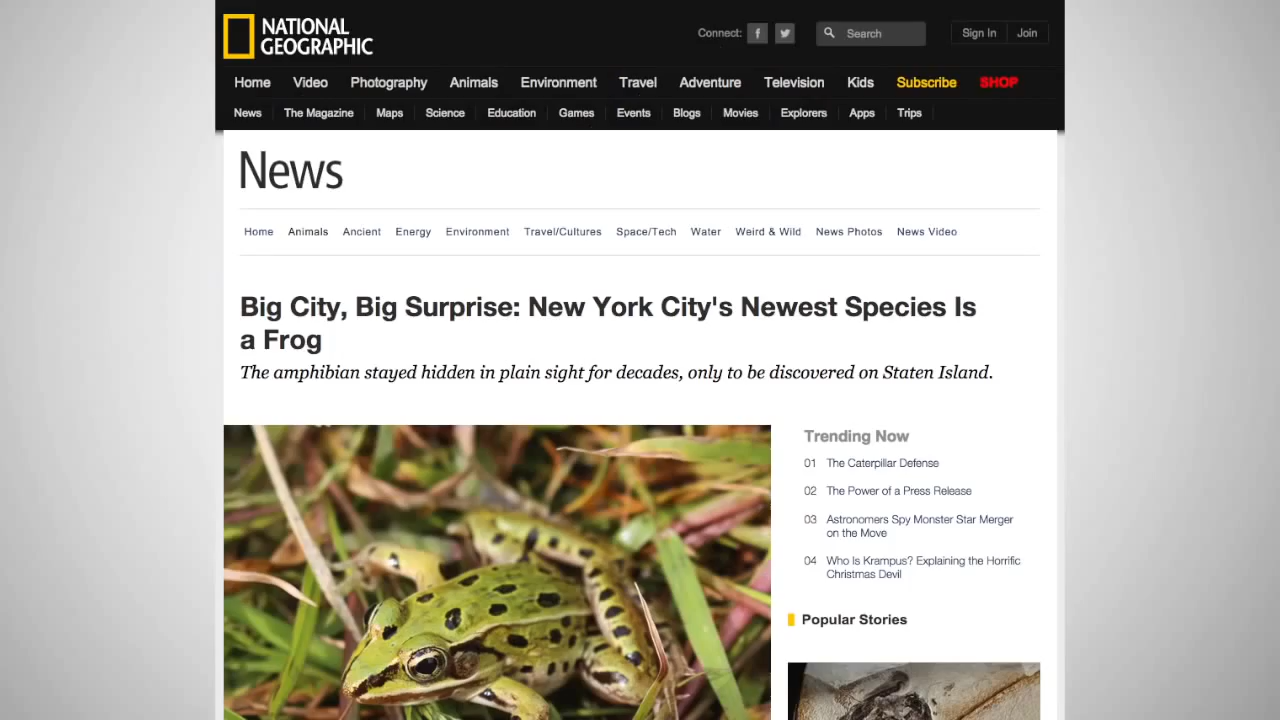 NATIONAL
GEOGRAPHIC
Connect:
Search
Sign In
Join
Home Video Photography Animals Environment Travel Adventure Television Kids Subscribe SHOP
News The Magazine Maps Science Education Games Events Blogs Movies Explorers Apps Trips
News
Home Animals Ancient Energy Environment Travel/Cultures Space/Tech Water Weird & Wild News Photos News Video
Big City, Big Surprise: New York City's Newest Species Is
a Frog
The amphibian stayed hidden in plain sight for decades, only to be discovered on Staten Island.
Trending Now
01 The Caterpillar Defense
02 The Power of a Press Release
03 Astronomers Spy Monster Star Merger
on the Move
04 Who Is Krampus? Explaining the Horrific
Christmas Devil
Popular Stories